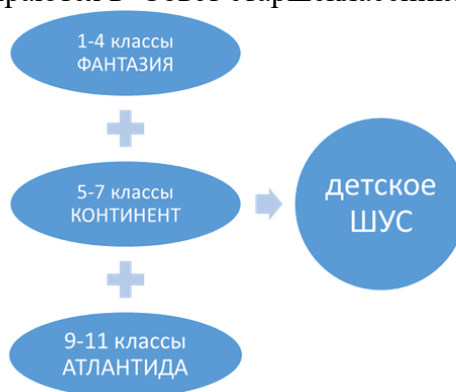 1-4 классы
ФАНТАЗИЯ
5-7 классы
КОНТИНЕНТ
детское
ШУС
9-11 классы
АТЛАНТИДА